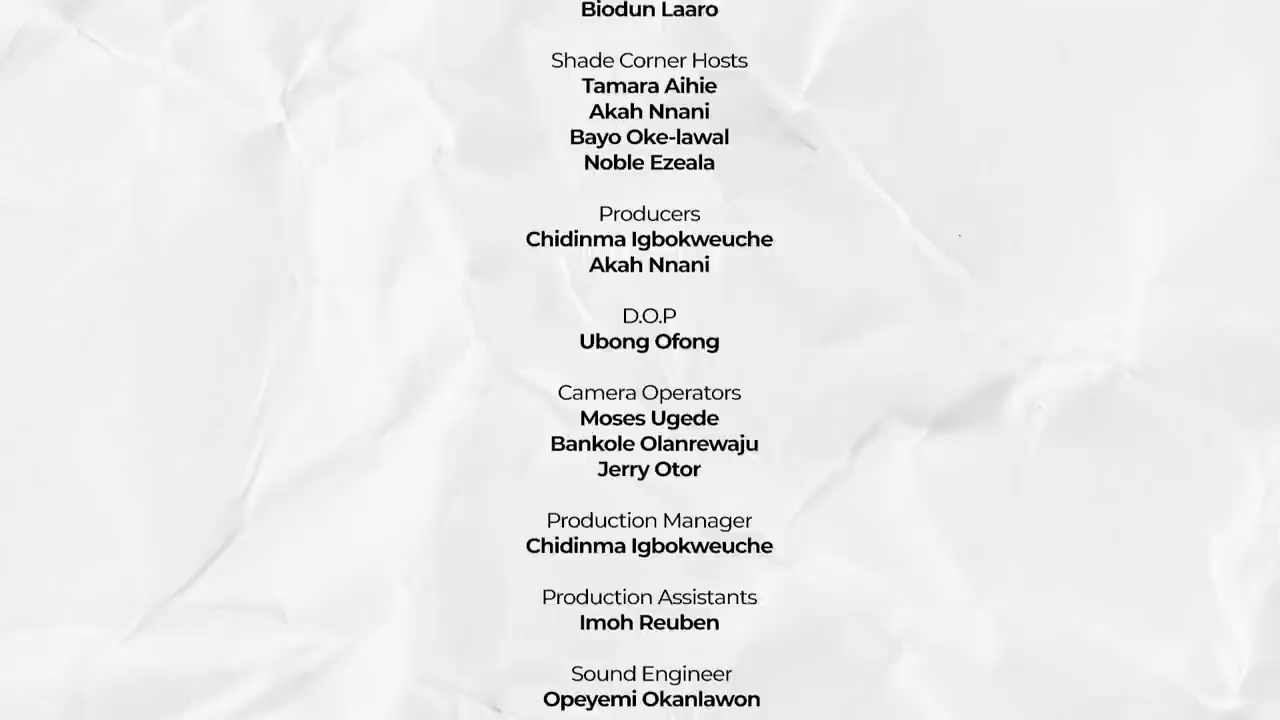 Biodun Laaro
Shade Corner Hosts
Tamara Aihie
Akah Nnani
Bayo Oke-lawal
Noble Ezeala
Producers
Chidinma Igbokweuche
Akah Nnani
D.O.P
Ubong Ofong
Camera Operators
Moses Ugede
Bankole Olanrewaju
Jerry Otor
Production Manager
Chidinma Igbokweuche
Production Assistants
Imoh Reuben
Sound Engineer
Opeyemi Okanlawon